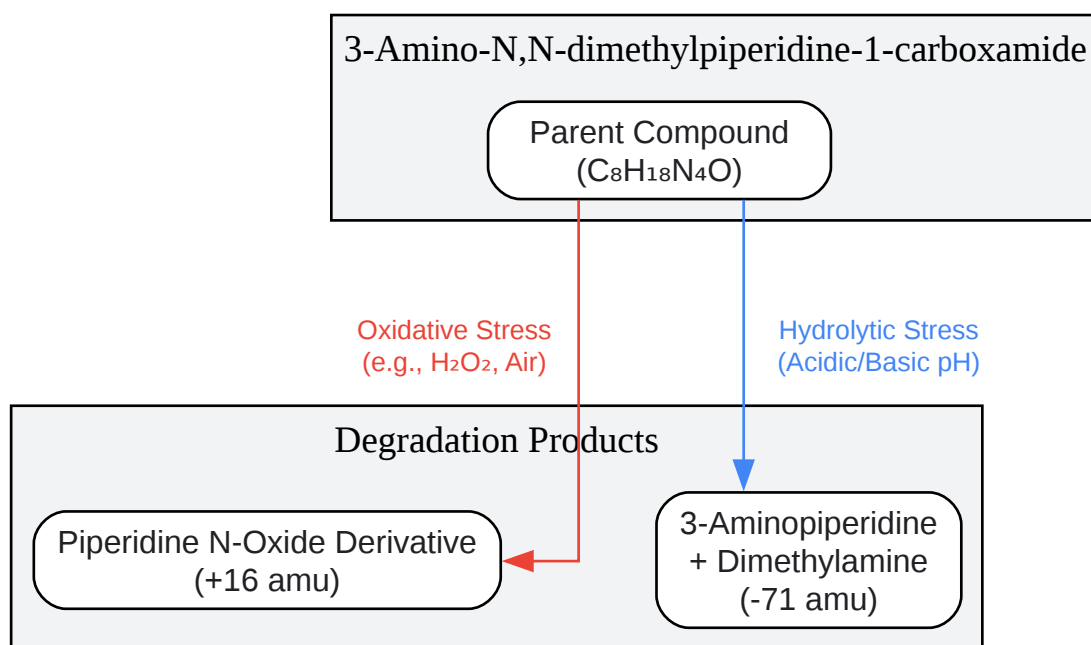 3-Amino-N,N-dimethylpiperidine-1-carboxamide
Parent Compound
(C₈H₁₈N₄O)
Oxidative Stress
(e.g., H₂O₂, Air)
Hydrolytic Stress
(Acidic/Basic pH)
Degradation Products
Piperidine N-Oxide Derivative
(+16 amu)
3-Aminopiperidine
+ Dimethylamine
(-71 amu)